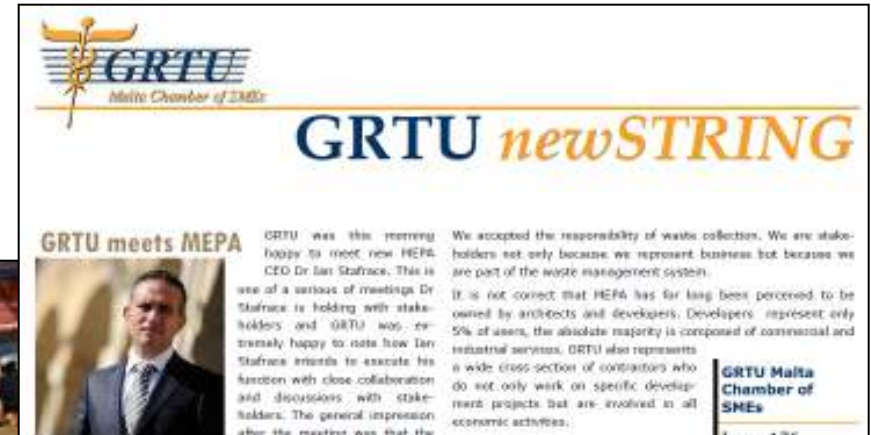 GRTU
Malta Chamber of SMEs
GRTU newSTRING
GRTU meets MEPA
GRTU was this morning
happy to meet new MEPA
CEO Dr Ian Stafrace. This is
one of a serious of meetings Dr
Stafrace is holding with stake-
holders and GRTU was ex-
tremely happy to note how Ian
Stafrace intends to execute his
function with close collaboration
and discussions with stake-
holders. The general impression
after the meeting was that the
We accepted the responsibility of waste collection. We are stake-
holders not only because we represent business but because we
are part of the waste management system.
It is not correct that MEPA has for long been perceived to be
owned by architects and developers. Developers represent only
5% of users, the absolute majority is composed of commercial and
industrial services. GRTU also represents
a wide cross section of contractors who
do not only work on specific develop-
ment projects but are involved in all
economic activities.
GRTU Malta
Chamber of
SMEs